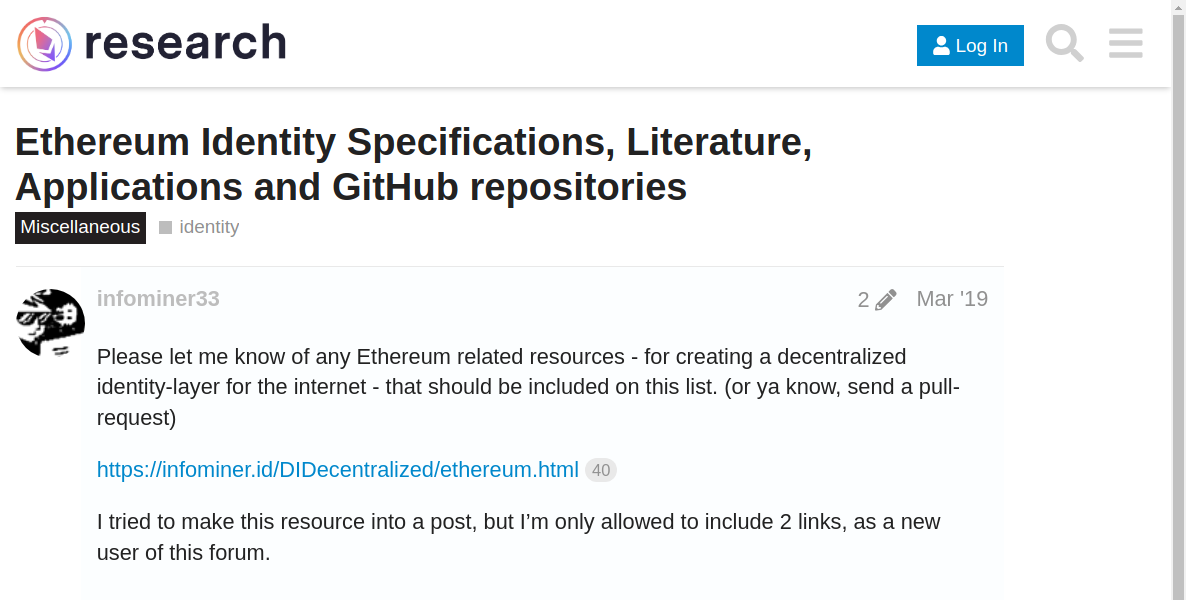 research
Log In
Ethereum Identity Specifications, Literature,
Applications and GitHub repositories
Miscellaneous identity
infominer33 2 Mar '19
Please let me know of any Ethereum related resources - for creating a decentralized
identity-layer for the internet - that should be included on this list. (or ya know, send a pull-
request)
https://infominer.id/DIDecentralized/ethereum.html 40
I tried to make this resource into a post, but I’m only allowed to include 2 links, as a new
user of this forum.